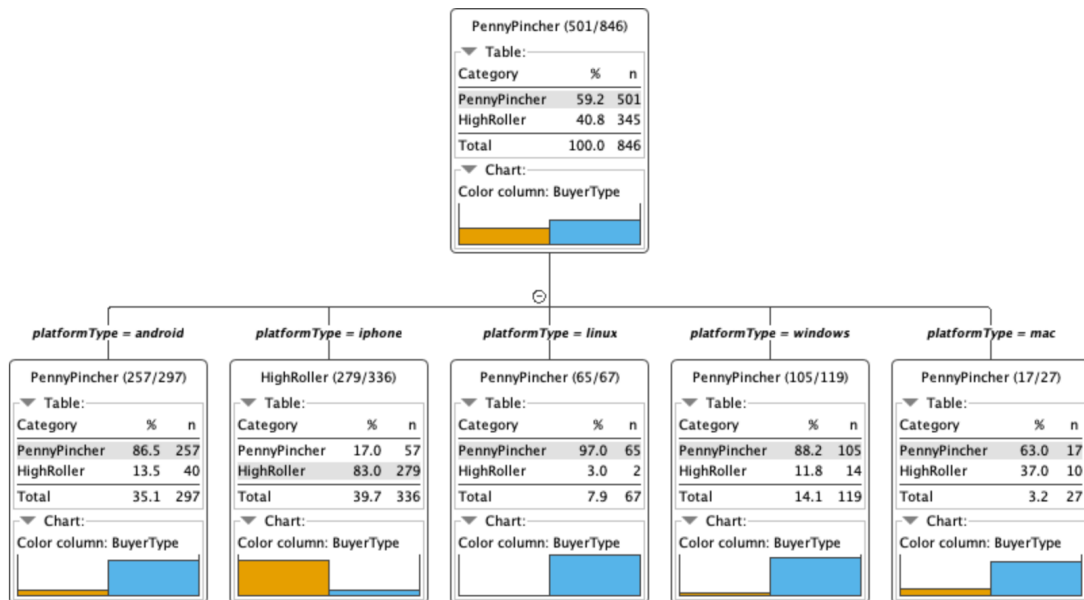 PennyPincher (501/846)
Table:
Category % n
PennyPincher 59.2 501
HighRoller 40.8 345
Total 100.0 846
Chart:
Color column: BuyerType
platformType = android
PennyPincher (257/297)
Table:
Category % n
PennyPincher 86.5 257
HighRoller 13.5 40
Total 35.1 297
Chart:
Color column: BuyerType
platformType = iphone
HighRoller (279/336)
Table:
Category % n
PennyPincher 17.0 57
HighRoller 83.0 279
Total 39.7 336
Chart:
Color column: BuyerType
platformType = linux
PennyPincher (65/67)
Table:
Category % n
PennyPincher 97.0 65
HighRoller 3.0 2
Total 7.9 67
Chart:
Color column: BuyerType
platformType = windows
PennyPincher (105/119)
Table:
Category % n
PennyPincher 88.2 105
HighRoller 11.8 14
Total 14.1 119
Chart:
Color column: BuyerType
platformType = mac
PennyPincher (17/27)
Table:
Category % n
PennyPincher 63.0 17
HighRoller 37.0 10
Total 3.2 27
Chart:
Color column: BuyerType